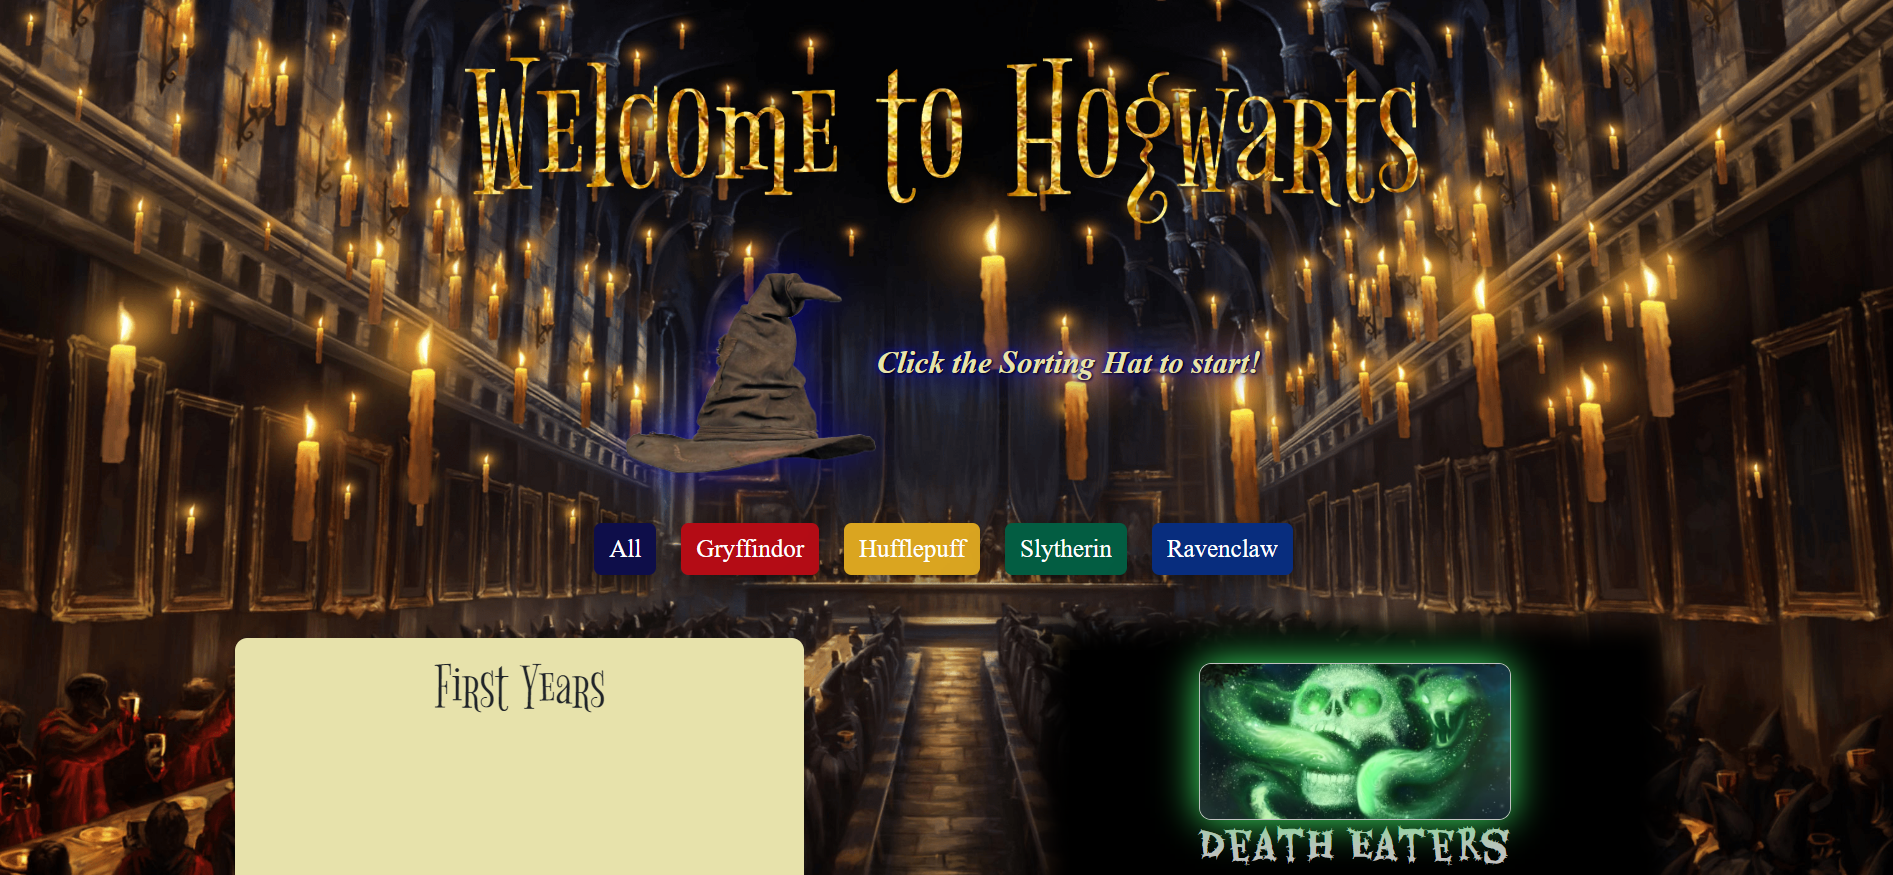 Welcome to Hogwarts
Click the Sorting Hat to start!
All
Gryffindor
Hufflepuff
Slytherin
Ravenclaw
First Years
DEATH EATERS